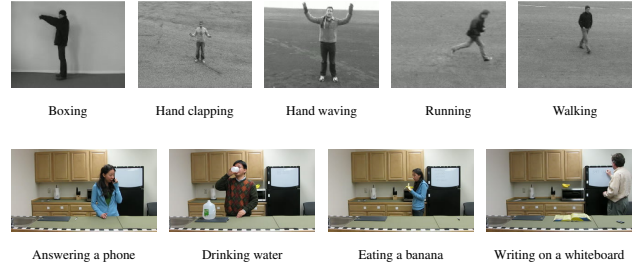 Boxing
Hand clapping
Hand waving
Running
Walking
Answering a phone
Drinking water
Eating a banana
Writing on a whiteboard